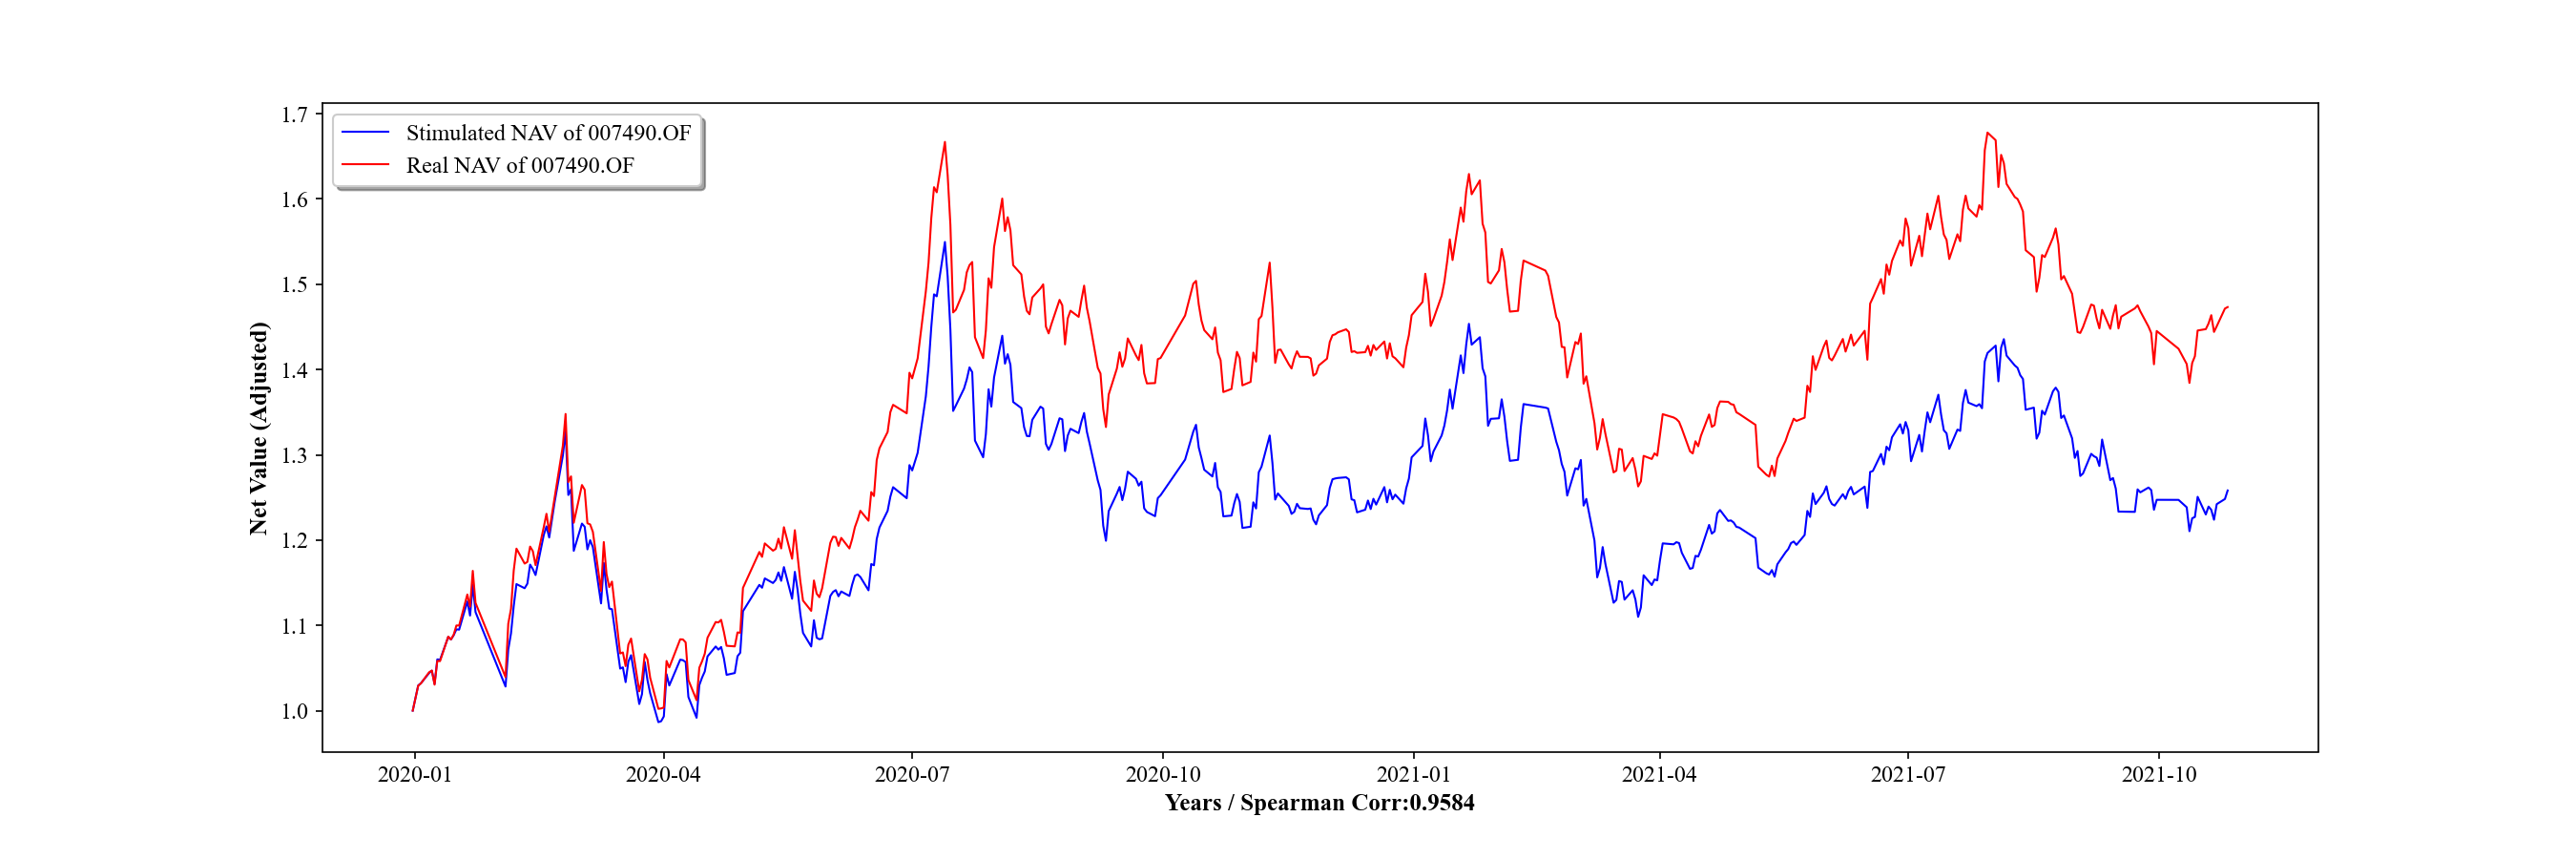 Stimulated NAV of 007490.OF
Real NAV of 007490.OF
Net Value (Adjusted)
1.7
1.6
1.5
1.4
1.3
1.2
1.1
1.0
2020-01 2020-04 2020-07 2020-10 2021-01 2021-04 2021-07 2021-10
Years / Spearman Corr:0.9584